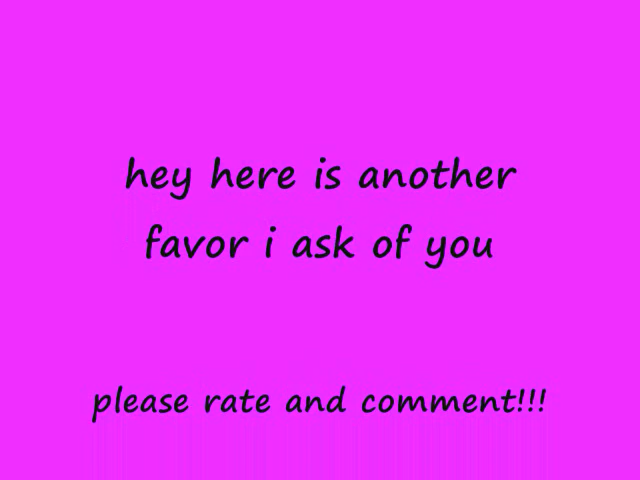 hey here is another
favor i ask of you
please rate and comment!!!